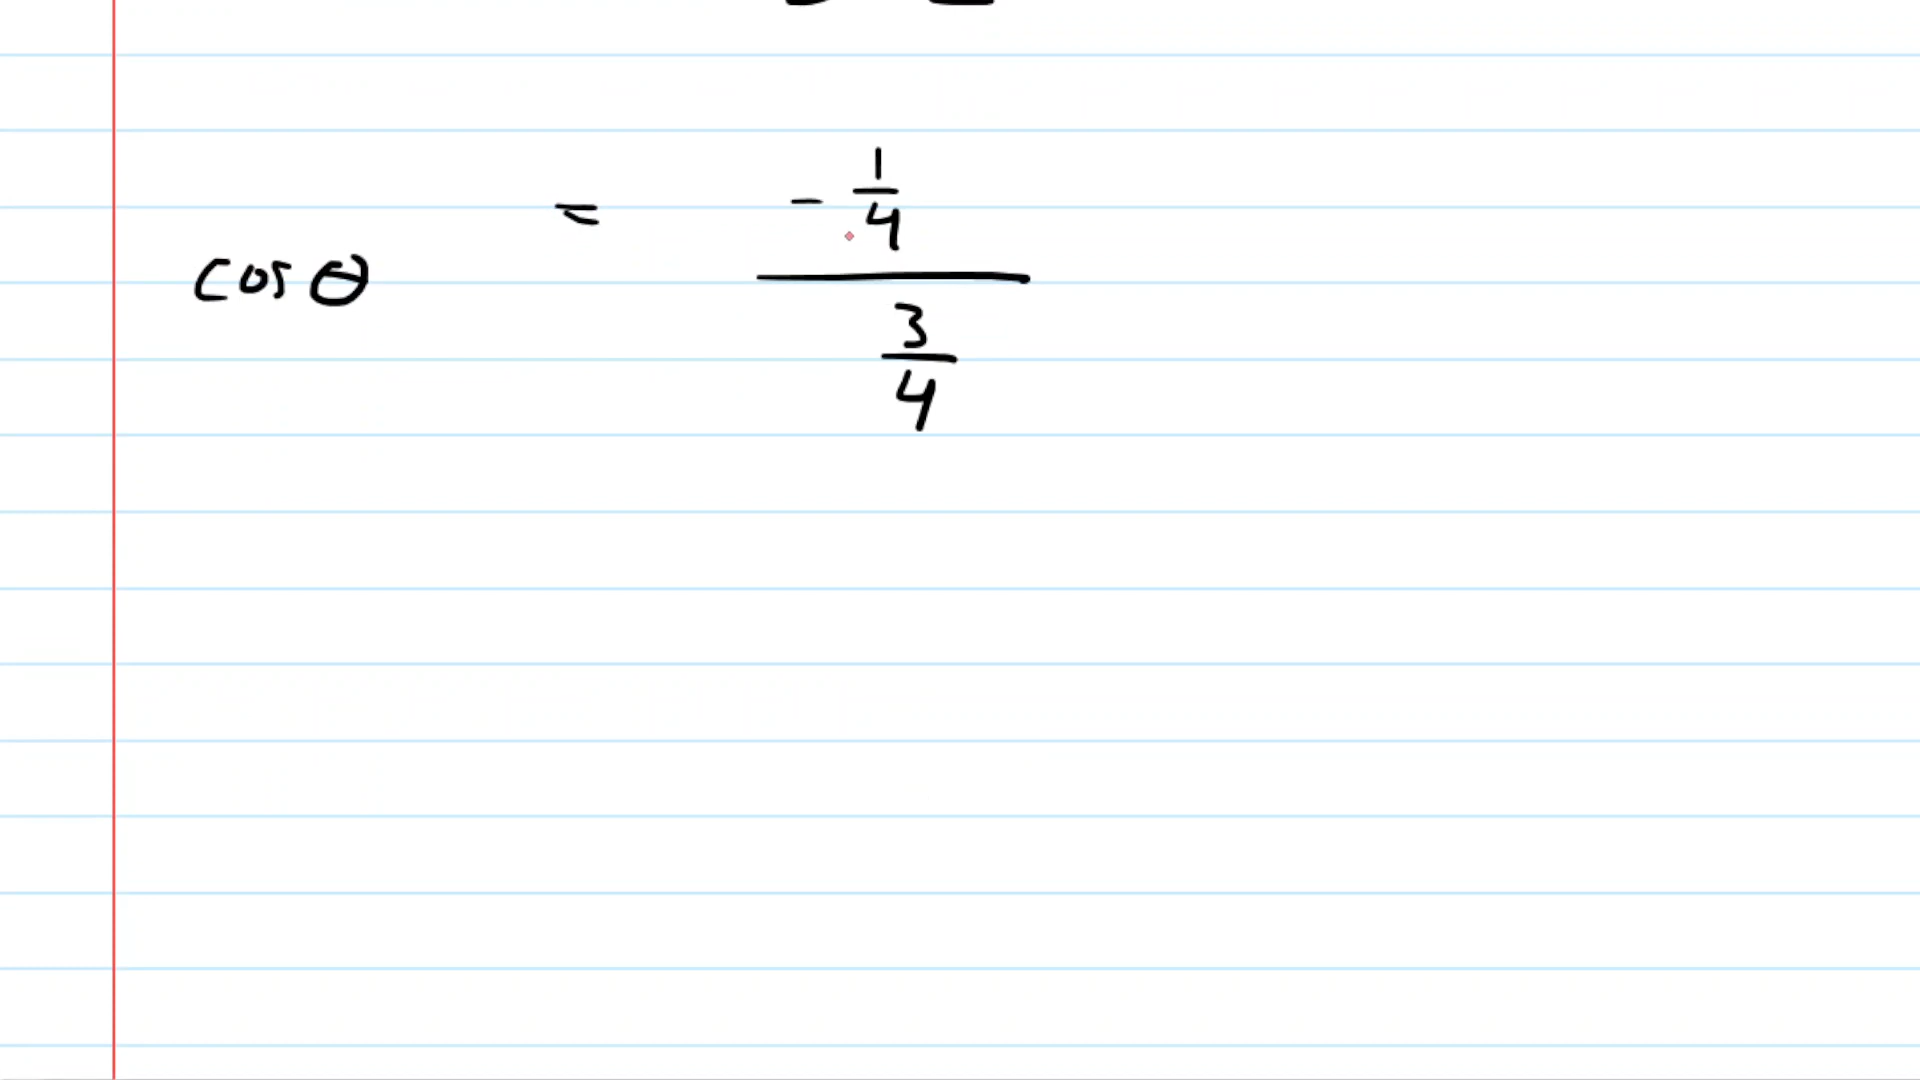 cos θ = - 1/4
3/4